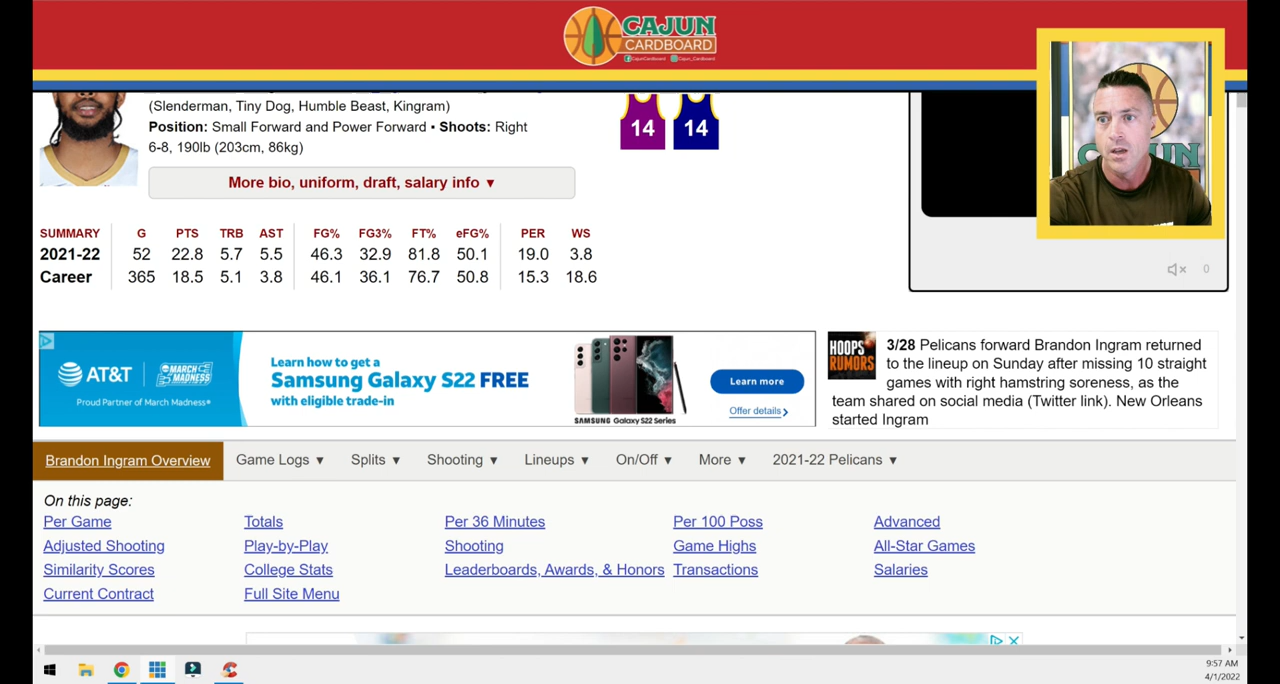 CAJUN
CARDBOARD
CajunCardboard Cajun_Cardboard
(Slenderman, Tiny Dog, Humble Beast, Kingram)
Position: Small Forward and Power Forward • Shoots: Right
6-8, 190lb (203cm, 86kg)
14 14
More bio, uniform, draft, salary info ▼
SUMMARY G PTS TRB AST FG% FG3% FT% eFG% PER WS
2021-22 52 22.8 5.7 5.5 46.3 32.9 81.8 50.1 19.0 3.8
Career 365 18.5 5.1 3.8 46.1 36.1 76.7 50.8 15.3 18.6
0
AT&T MARCH MADNESS
Proud Partner of March Madness®
Learn how to get a
Samsung Galaxy S22 FREE
with eligible trade-in
SAMSUNG Galaxy S22 Series
Learn more
Offer details
HOOPS
RUMORS
3/28 Pelicans forward Brandon Ingram returned
to the lineup on Sunday after missing 10 straight
games with right hamstring soreness, as the
team shared on social media (Twitter link). New Orleans
started Ingram
Brandon Ingram Overview Game Logs ▼ Splits ▼ Shooting ▼ Lineups ▼ On/Off ▼ More ▼ 2021-22 Pelicans ▼
On this page:
Per Game Totals Per 36 Minutes Per 100 Poss Advanced
Adjusted Shooting Play-by-Play Shooting Game Highs All-Star Games
Similarity Scores College Stats Leaderboards, Awards, & Honors Transactions Salaries
Current Contract Full Site Menu
9:57 AM
4/1/2022